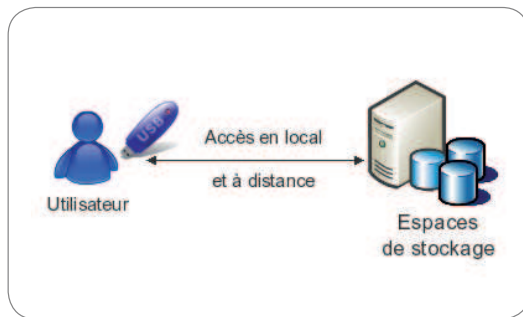 USB
Accès en local
et à distance
Utilisateur
Espaces
de stockage